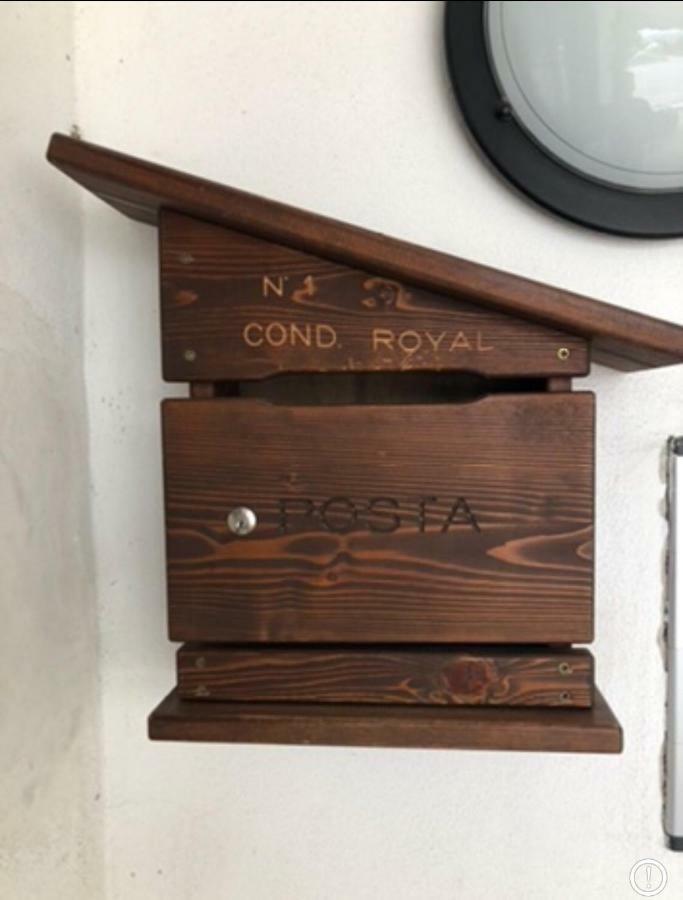 N° 1
COND. ROYAL
POSTA